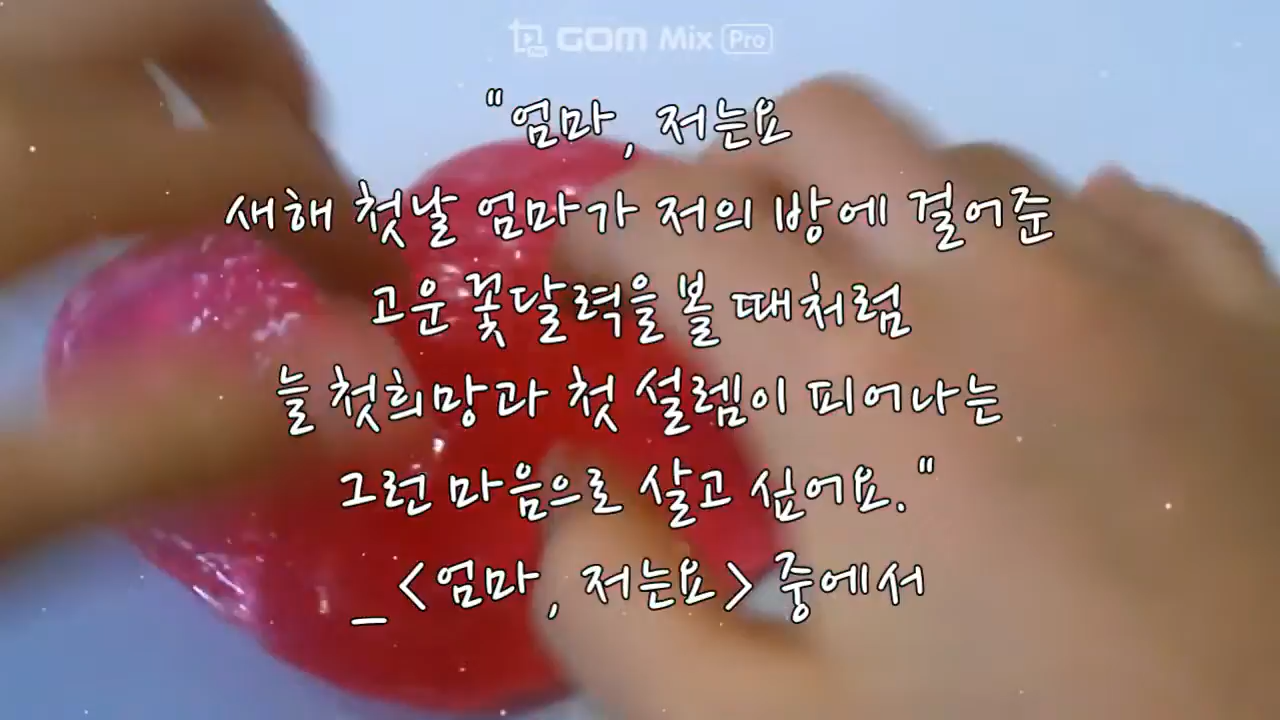 GOM Mix Pro
"엄마, 저는요
새해 첫날 엄마가 저의 방에 걸어준
고운 꽃달력을 볼 때처럼
늘 첫희망과 첫 설렘이 피어나는
그런 마음으로 살고 싶어요."
_ <엄마, 저는요> 중에서